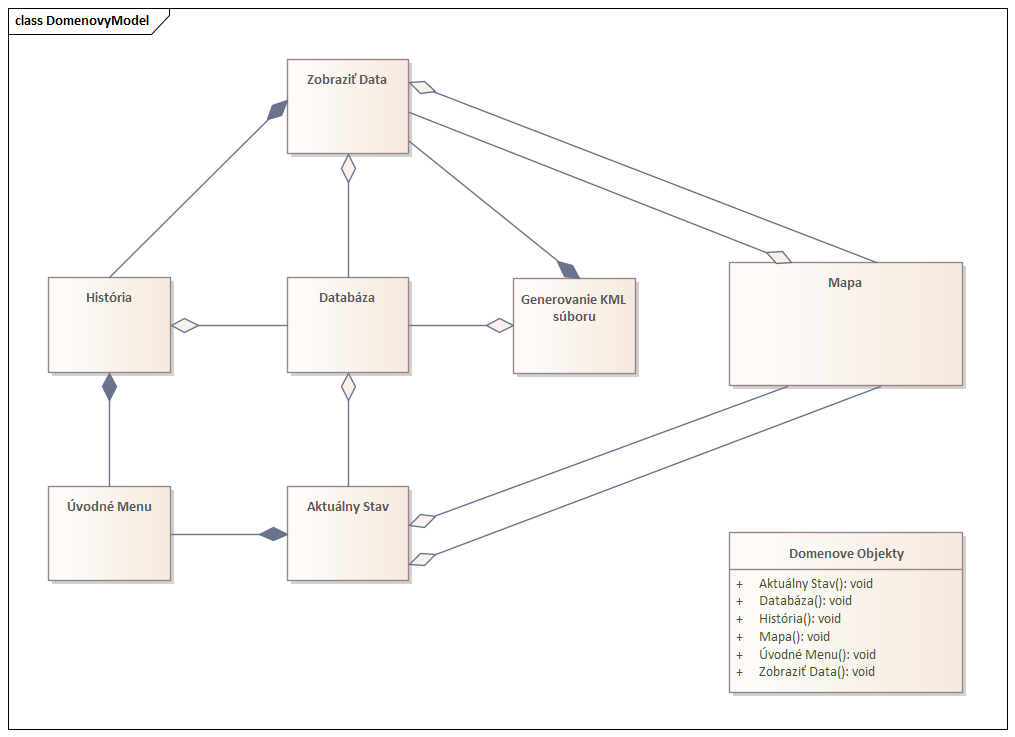 class DomenovyModel
Zobraziť Data
História
Databáza
Generovanie KML
súboru
Mapa
Úvodné Menu
Aktuálny Stav
Domenove Objekty
+ Aktuálny Stav(): void
+ Databáza(): void
+ História(): void
+ Mapa(): void
+ Úvodné Menu(): void
+ Zobraziť Data(): void